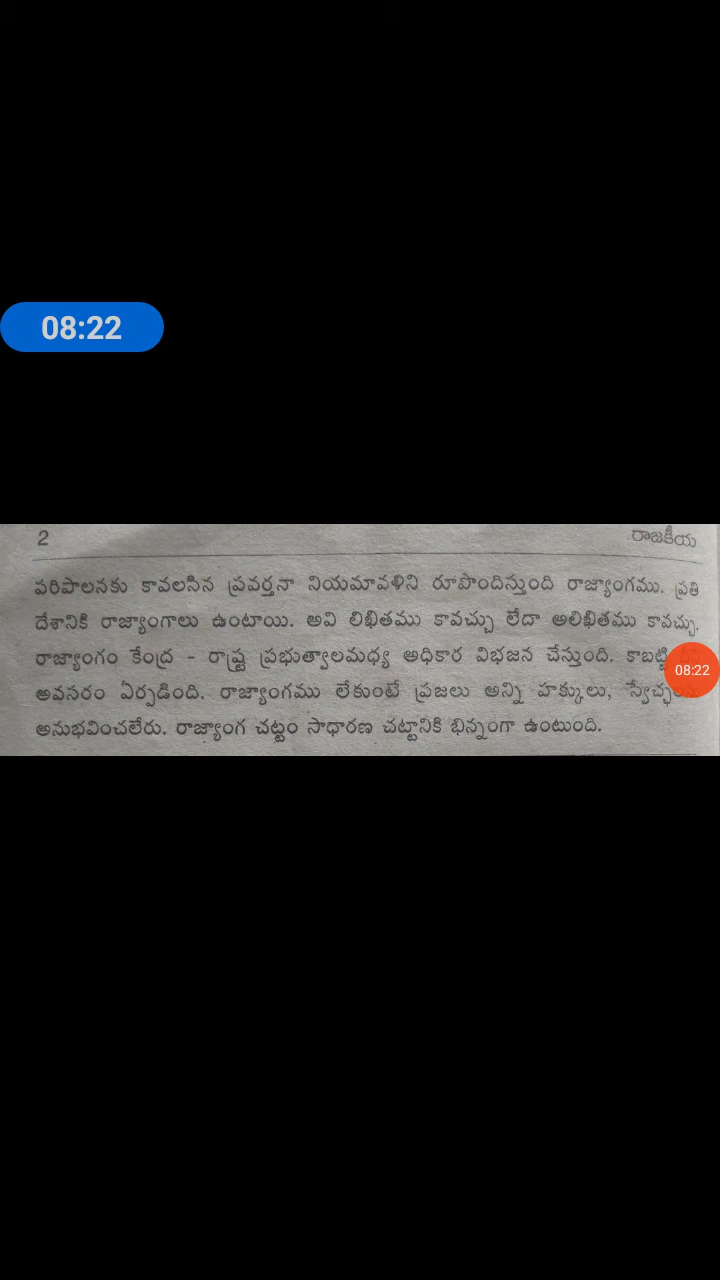 08:22
2 రాజకీయ
పరిపాలనకు కావలసిన ప్రవర్తనా నియమావళిని రూపొందిస్తుంది రాజ్యాంగము. ప్రతి
దేశానికి రాజ్యాంగాలు ఉంటాయి. అవి లిఖితము కావచ్చు లేదా అలిఖితము కావచ్చు.
రాజ్యాంగం కేంద్ర - రాష్ట్ర ప్రభుత్వాలమధ్య అధికార విభజన చేస్తుంది. కాబట్టి
08:22
అవసరం ఏర్పడింది. రాజ్యాంగము లేకుంటే ప్రజలు అన్ని హక్కులు,
అనుభవించలేరు. రాజ్యాంగ చట్టం సాధారణ చట్టానికి భిన్నంగా ఉంటుంది.